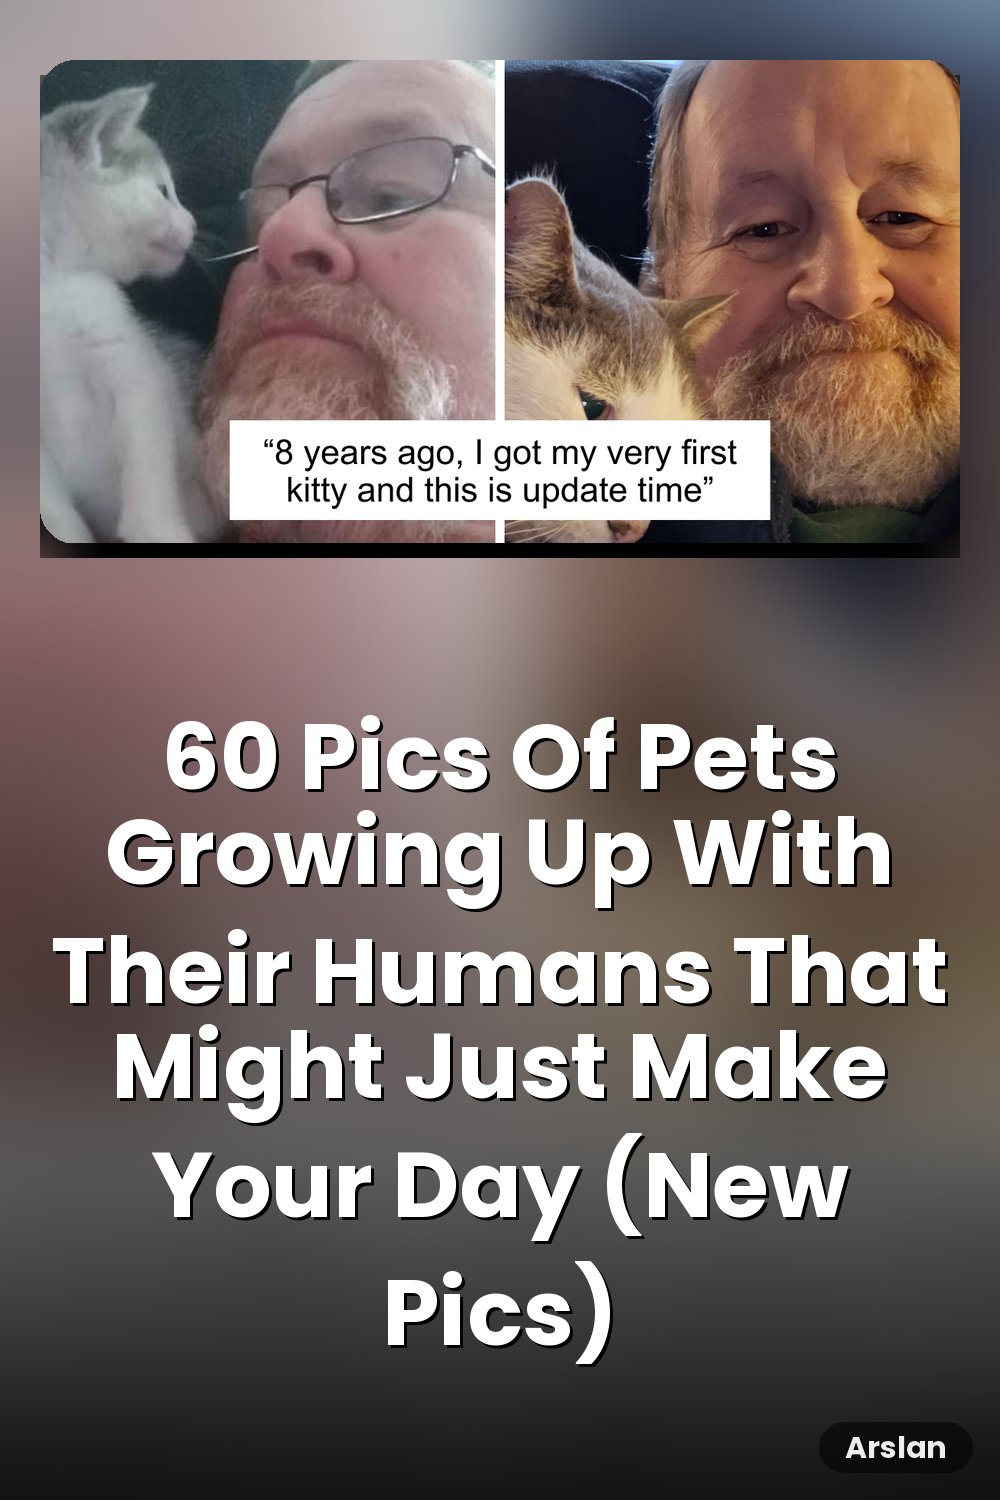 “8 years ago, I got my very first
kitty and this is update time”
60 Pics Of Pets
Growing Up With
Their Humans That
Might Just Make
Your Day (New
Pics)
Arslan